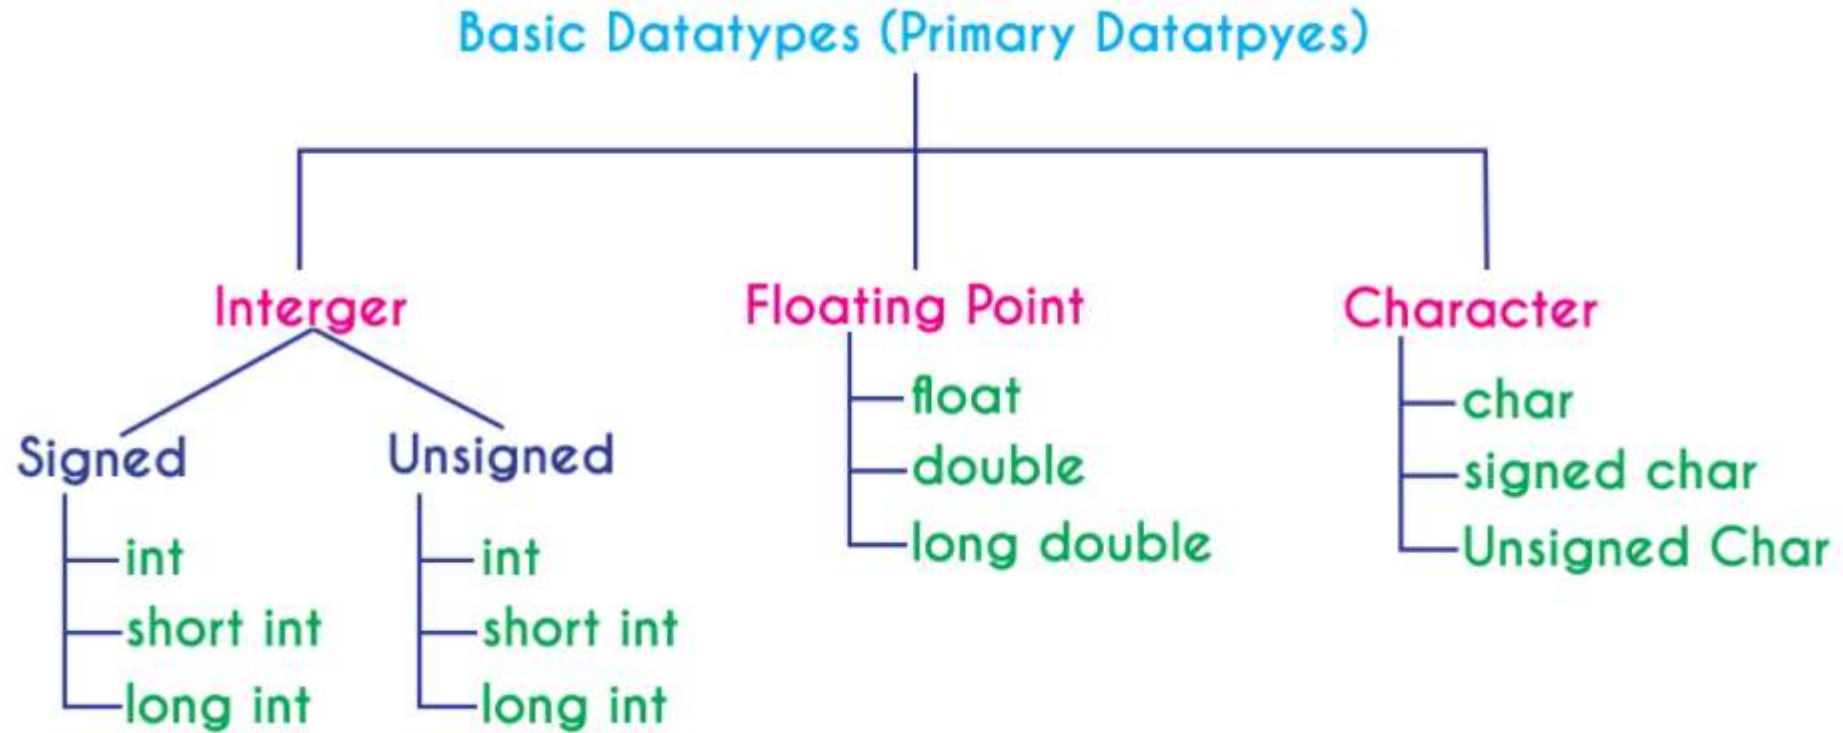 Basic Datatypes (Primary Datatpyes)
Interger
Floating Point
Character
Signed
Unsigned
int
short int
long int
int
short int
long int
float
double
long double
char
signed char
Unsigned Char